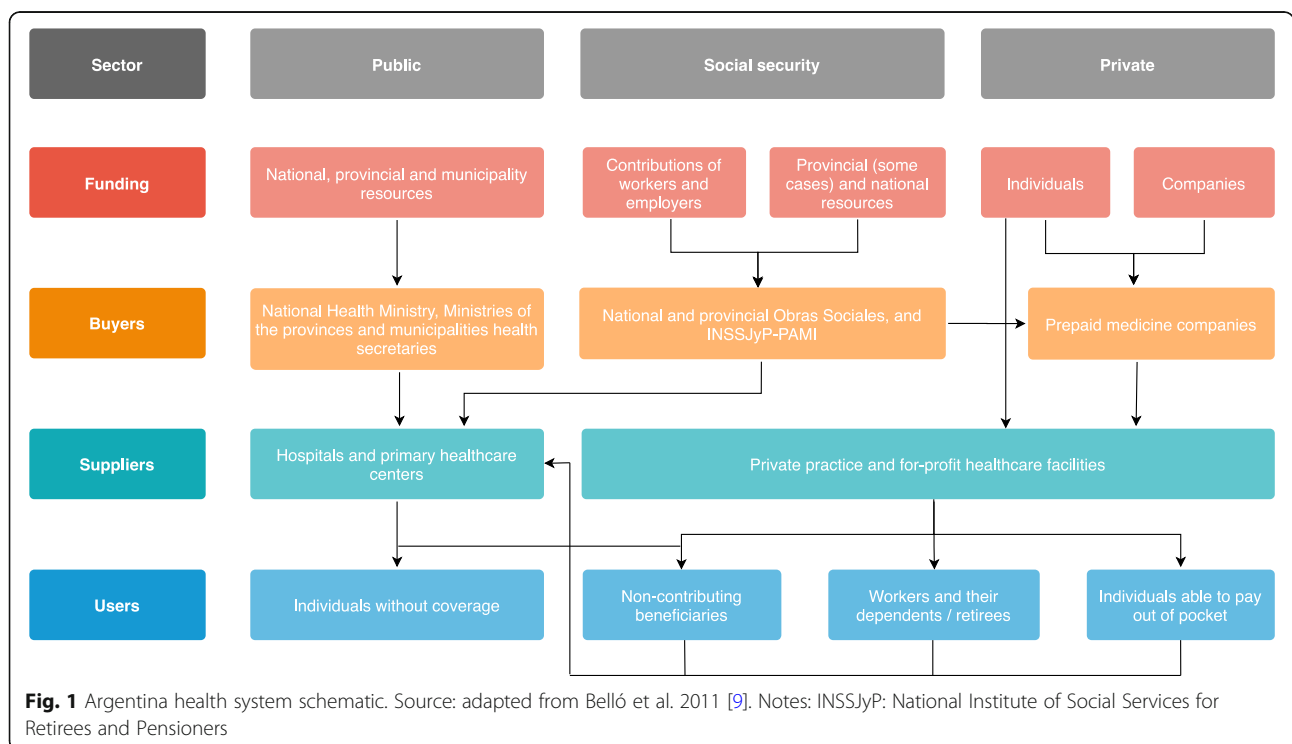 Sector
Public
Social security
Private
Funding
National, provincial and municipality
resources
Contributions of
workers and
employers
Provincial (some
cases) and national
resources
Individuals
Companies
Buyers
National Health Ministry, Ministries of
the provinces and municipalities health
secretaries
National and provincial Obras Sociales, and
INSSJyP-PAMI
Prepaid medicine companies
Suppliers
Hospitals and primary healthcare
centers
Private practice and for-profit healthcare facilities
Users
Individuals without coverage
Non-contributing
beneficiaries
Workers and their
dependents / retirees
Individuals able to pay
out of pocket
Fig. 1 Argentina health system schematic. Source: adapted from Belló et al. 2011 [9]. Notes: INSSJyP: National Institute of Social Services for
Retirees and Pensioners